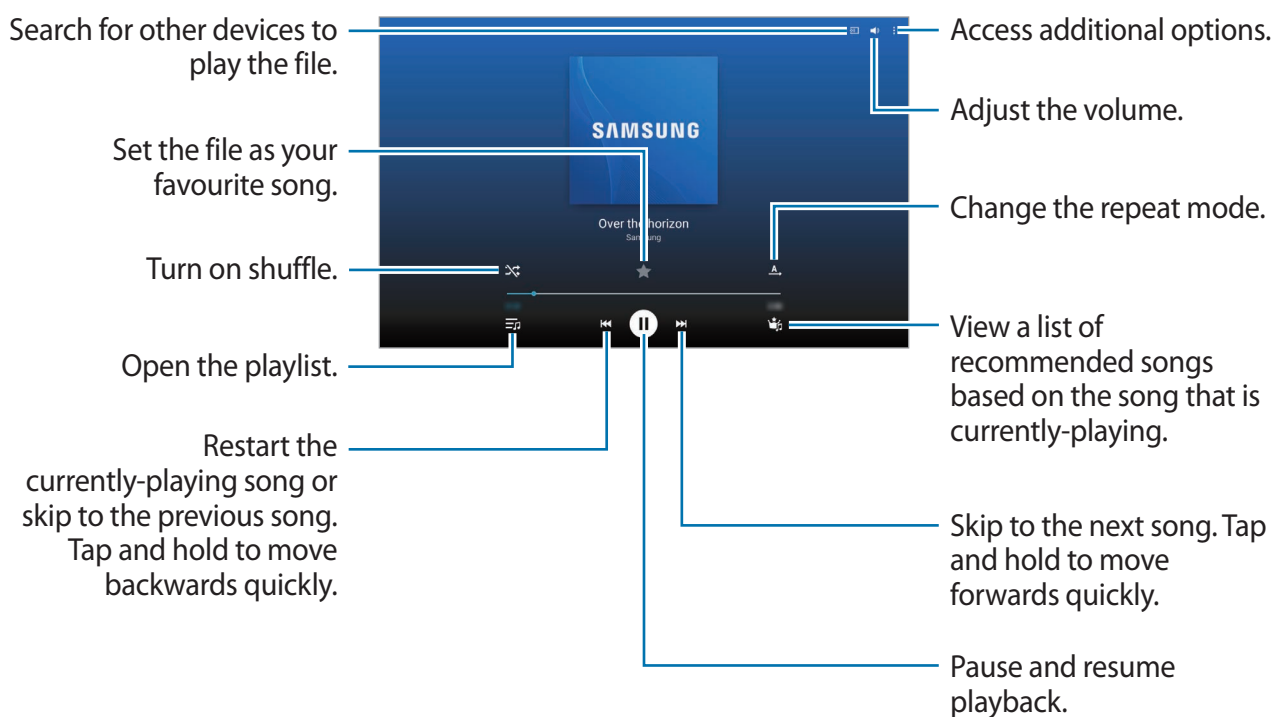 Search for other devices to
play the file.
Set the file as your
favourite song.
Turn on shuffle.
Open the playlist.
Restart the
currently-playing song or
skip to the previous song.
Tap and hold to move
backwards quickly.
SAMSUNG
Over the horizon
Samsung
A
Access additional options.
Adjust the volume.
Change the repeat mode.
View a list of
recommended songs
based on the song that is
currently-playing.
Skip to the next song. Tap
and hold to move
forwards quickly.
Pause and resume
playback.